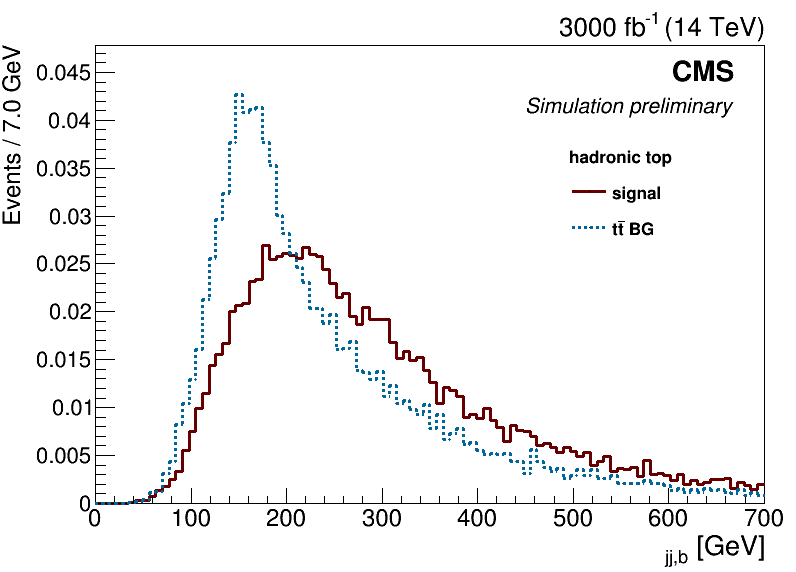 3000 fb⁻¹ (14 TeV)
Events / 7.0 GeV
CMS
Simulation preliminary
hadronic top
signal
tt̄ BG
0.045
0.04
0.035
0.03
0.025
0.02
0.015
0.01
0.005
0
0 100 200 300 400 500 600 700
jj,b [GeV]